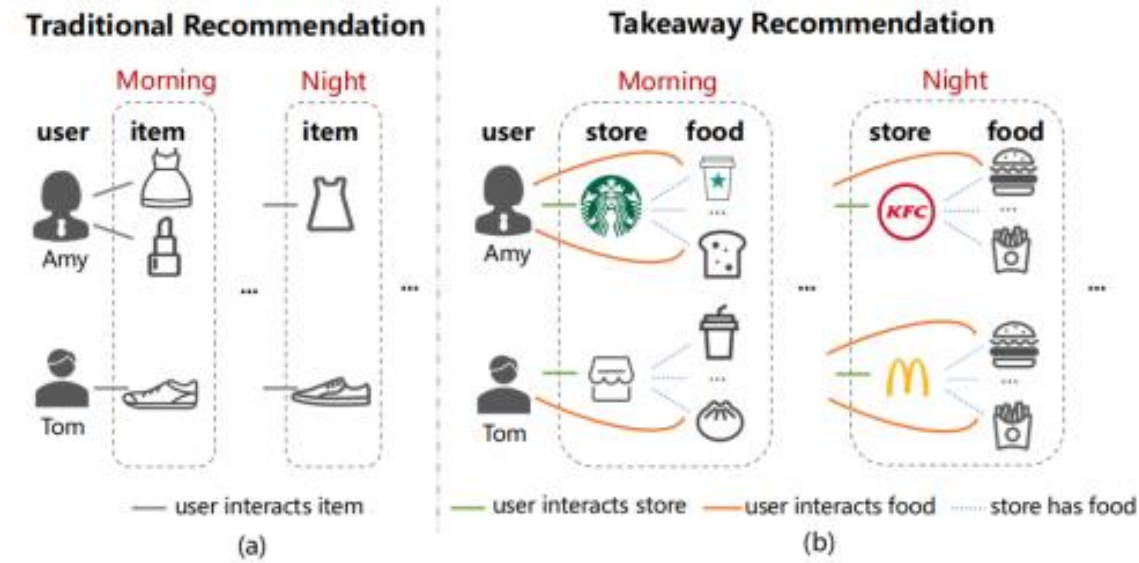 Traditional Recommendation
Morning
Night
user
item
item
Amy
...
...
Tom
user interacts item
(a)
Takeaway Recommendation
Morning
Night
user
store
food
store
food
...
KFC
...
Amy
...
...
...
...
Tom
user interacts store
user interacts food
store has food
(b)